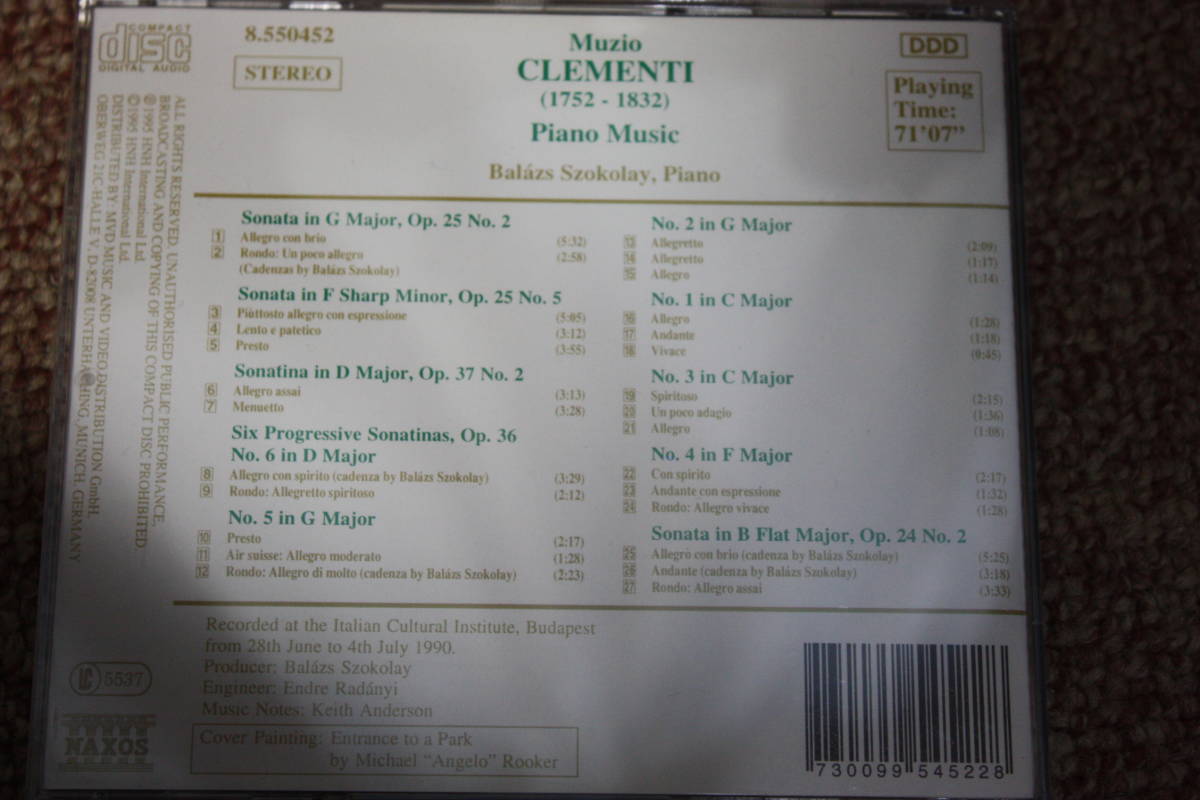 COMPACT
disc
DIGITAL AUDIO
8.550452
STEREO
Muzio
CLEMENTI
(1752 - 1832)
Piano Music
Balázs Szokolay, Piano
DDD
Playing
Time:
71'07”
Sonata in G Major, Op. 25 No. 2
1 Allegro con brio (5:32)
2 Rondo: Un poco allegro (2:58)
(Cadenzas by Balázs Szokolay)
Sonata in F Sharp Minor, Op. 25 No. 5
3 Piùttosto allegro con espressione (5:05)
4 Lento e patetico (3:12)
5 Presto (3:55)
Sonatina in D Major, Op. 37 No. 2
6 Allegro assai (3:13)
7 Menuetto (3:28)
Six Progressive Sonatinas, Op. 36
No. 6 in D Major
8 Allegro con spirito (cadenza by Balázs Szokolay) (3:29)
9 Rondo: Allegretto spiritoso (2:12)
No. 5 in G Major
10 Presto (2:17)
11 Air suisse: Allegro moderato (1:28)
12 Rondo: Allegro di molto (cadenza by Balázs Szokolay) (2:23)
No. 2 in G Major
13 Allegretto (2:09)
14 Allegretto (1:17)
15 Allegro (1:14)
No. 1 in C Major
16 Allegro (1:28)
17 Andante (1:18)
18 Vivace (0:45)
No. 3 in C Major
19 Spiritoso (2:15)
20 Un poco adagio (1:36)
21 Allegro (1:08)
No. 4 in F Major
22 Con spirito (2:17)
23 Andante con espressione (1:32)
24 Rondo: Allegro vivace (1:28)
Sonata in B Flat Major, Op. 24 No. 2
25 Allegro con brio (cadenza by Balázs Szokolay) (5:25)
26 Andante (cadenza by Balázs Szokolay) (3:18)
27 Rondo: Allegro assai (3:33)
Recorded at the Italian Cultural Institute, Budapest
from 28th June to 4th July 1990.
Producer: Balázs Szokolay
Engineer: Endre Radányi
Music Notes: Keith Anderson
Cover Painting: Entrance to a Park
by Michael “Angelo” Rooker
ALL RIGHTS RESERVED. UNAUTHORISED PUBLIC PERFORMANCE,
BROADCASTING AND COPYING OF THIS COMPACT DISC PROHIBITED.
℗ 1995 HNH International Ltd.
© 1995 HNH International Ltd.
DISTRIBUTED BY: MVD MUSIC AND VIDEO DISTRIBUTION GmbH,
OBERWEG 21C-HALLE V, D-82008 UNTERHACHING, MUNICH, GERMANY
LC 5537
NAXOS
730099 545228